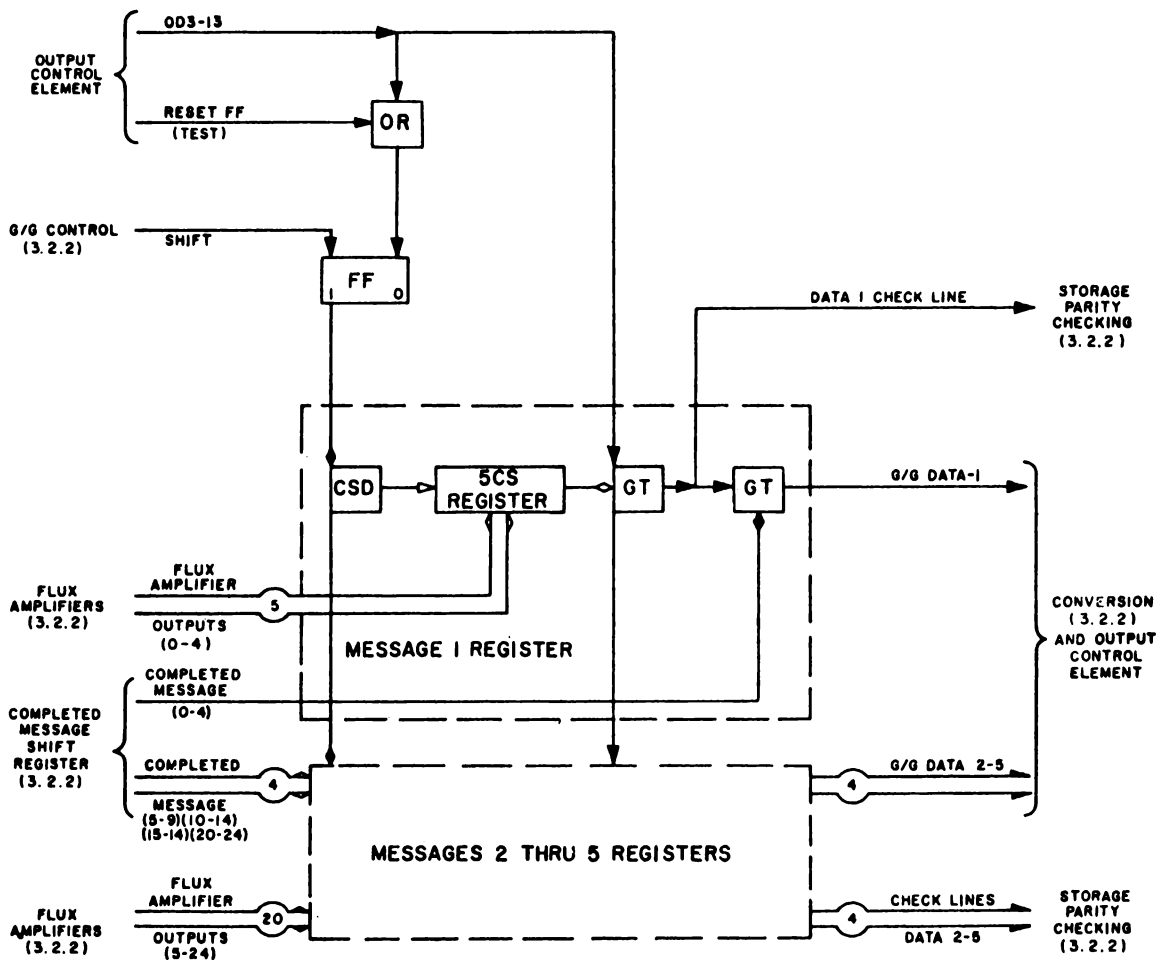 OD3-13
OUTPUT
CONTROL
ELEMENT
RESET FF
(TEST)
OR
G/G CONTROL
(3.2.2)
SHIFT
FF
1 0
DATA 1 CHECK LINE
STORAGE
PARITY
CHECKING
(3.2.2)
CSD
5CS
REGISTER
GT
GT
G/G DATA-1
FLUX
AMPLIFIERS
(3.2.2)
FLUX
AMPLIFIER
5
OUTPUTS
(0-4)
MESSAGE 1 REGISTER
CONVERSION
(3.2.2)
AND OUTPUT
CONTROL
ELEMENT
COMPLETED
MESSAGE
SHIFT
REGISTER
(3.2.2)
COMPLETED
MESSAGE
(0-4)
COMPLETED
4
MESSAGE
(5-9)(10-14)
(15-14)(20-24)
4
G/G DATA 2-5
MESSAGES 2 THRU 5 REGISTERS
FLUX
AMPLIFIERS
(3.2.2)
FLUX
AMPLIFIER
20
OUTPUTS
(5-24)
4
CHECK LINES
DATA 2-5
STORAGE
PARITY
CHECKING
(3.2.2)